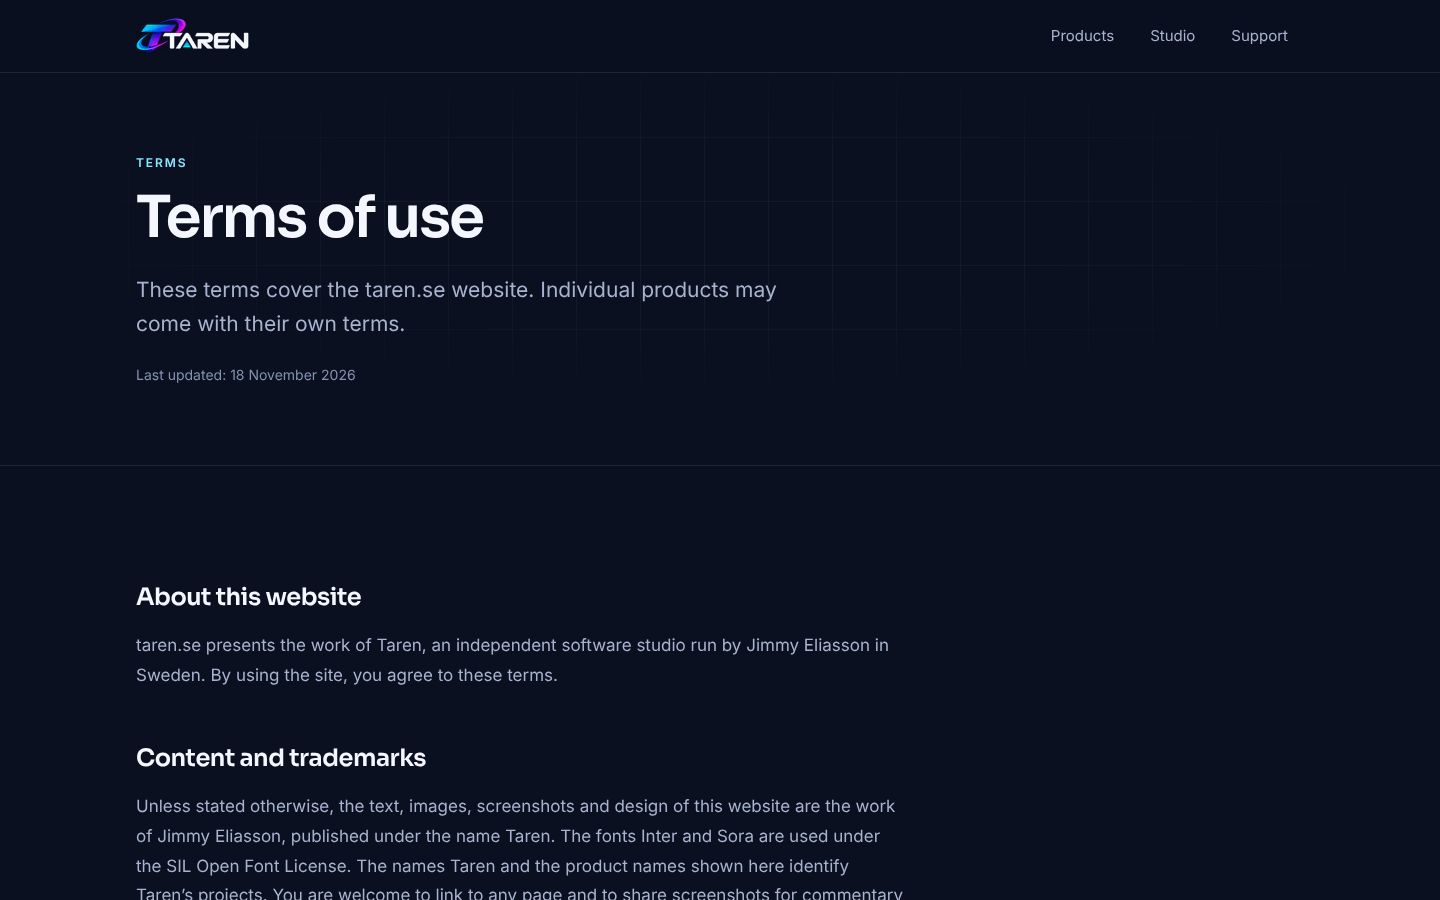 TAREN
Products
Studio
Support
TERMS
Terms of use
These terms cover the taren.se website. Individual products may
come with their own terms.
Last updated: 18 November 2026
About this website
taren.se presents the work of Taren, an independent software studio run by Jimmy Eliasson in
Sweden. By using the site, you agree to these terms.
Content and trademarks
Unless stated otherwise, the text, images, screenshots and design of this website are the work
of Jimmy Eliasson, published under the name Taren. The fonts Inter and Sora are used under
the SIL Open Font License. The names Taren and the product names shown here identify
Taren’s projects. You are welcome to link to any page and to share screenshots for commentary